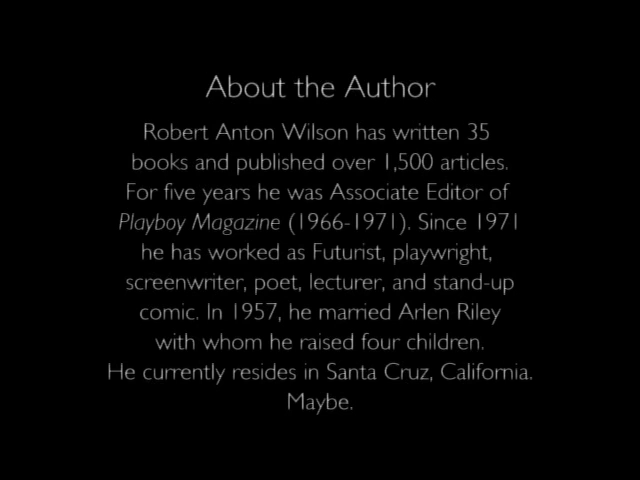 About the Author
Robert Anton Wilson has written 35
books and published over 1,500 articles.
For five years he was Associate Editor of
Playboy Magazine (1966-1971). Since 1971
he has worked as Futurist, playwright,
screenwriter, poet, lecturer, and stand-up
comic. In 1957, he married Arlen Riley
with whom he raised four children.
He currently resides in Santa Cruz, California.
Maybe.